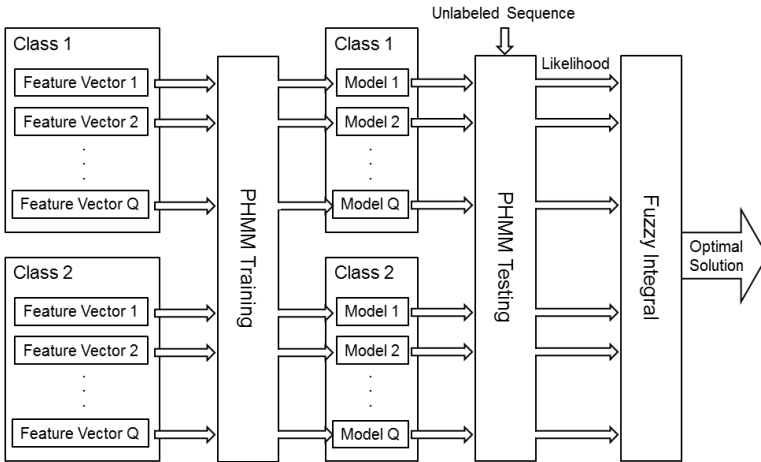 Unlabeled Sequence
Class 1
Feature Vector 1
Feature Vector 2
Feature Vector Q
Class 2
Feature Vector 1
Feature Vector 2
Feature Vector Q
PHMM Training
Class 1
Model 1
Model 2
Model Q
Class 2
Model 1
Model 2
Model Q
PHMM Testing
Likelihood
Fuzzy Integral
Optimal
Solution